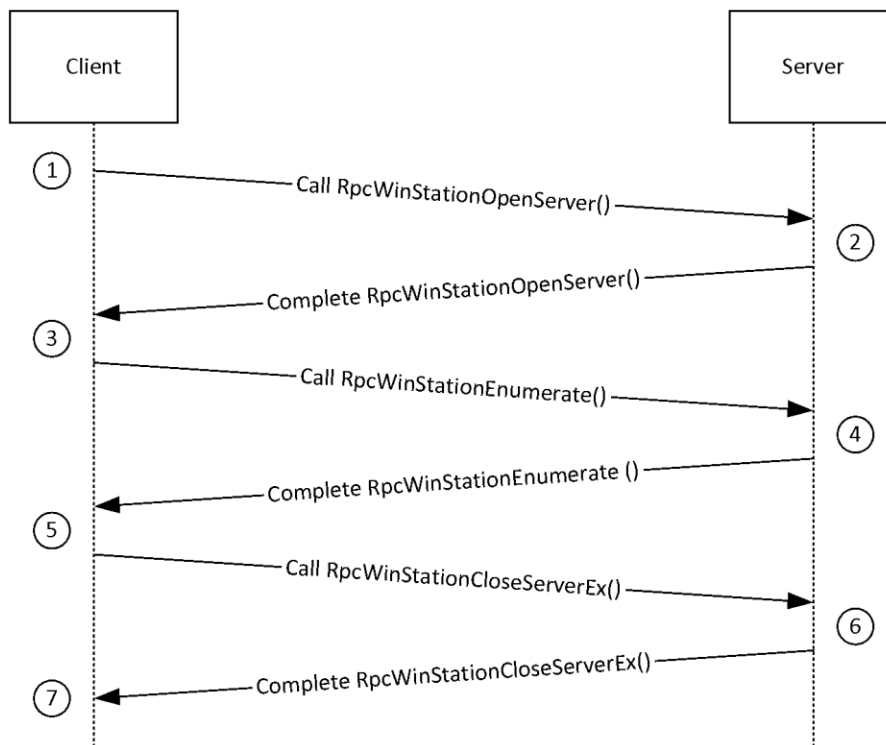 Client
Server
1
Call RpcWinStationOpenServer()
2
Complete RpcWinStationOpenServer()
3
Call RpcWinStationEnumerate()
4
Complete RpcWinStationEnumerate ()
5
Call RpcWinStationCloseServerEx()
6
Complete RpcWinStationCloseServerEx()
7